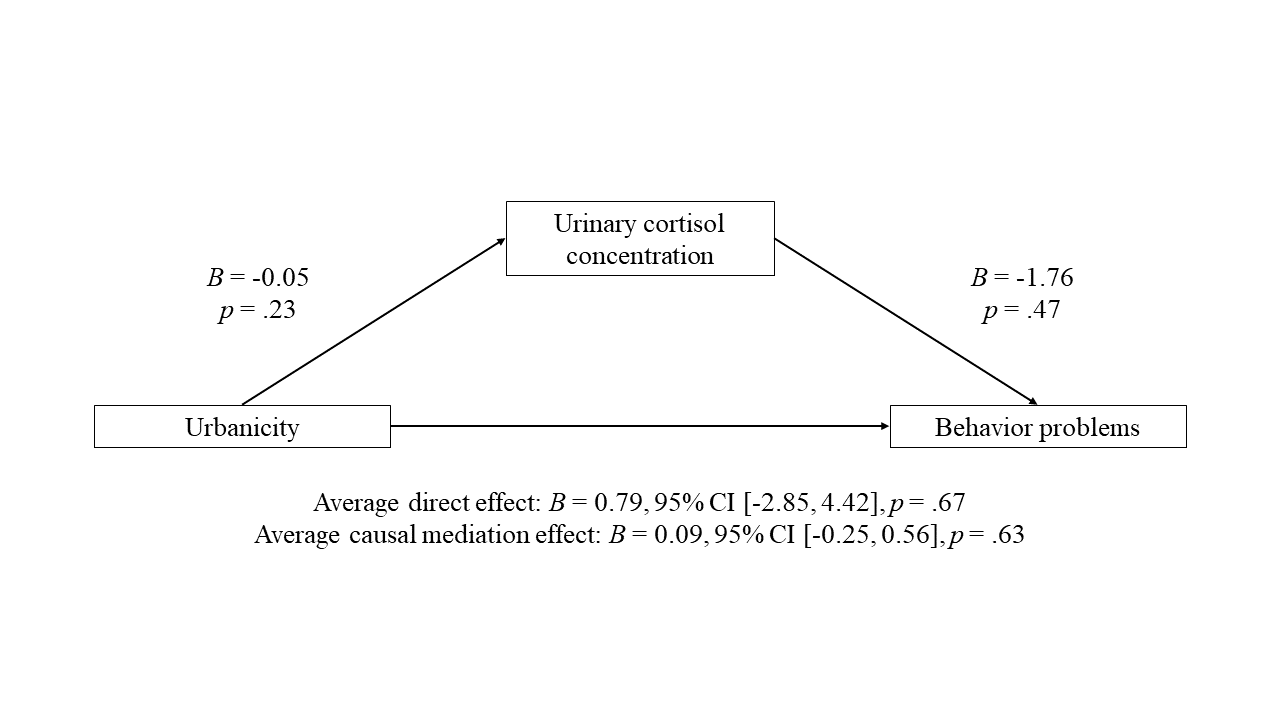 Urinary cortisol
concentration
B = -0.05
p = .23
B = -1.76
p = .47
Urbanicity
Behavior problems
Average direct effect: B = 0.79, 95% CI [-2.85, 4.42], p = .67
Average causal mediation effect: B = 0.09, 95% CI [-0.25, 0.56], p = .63